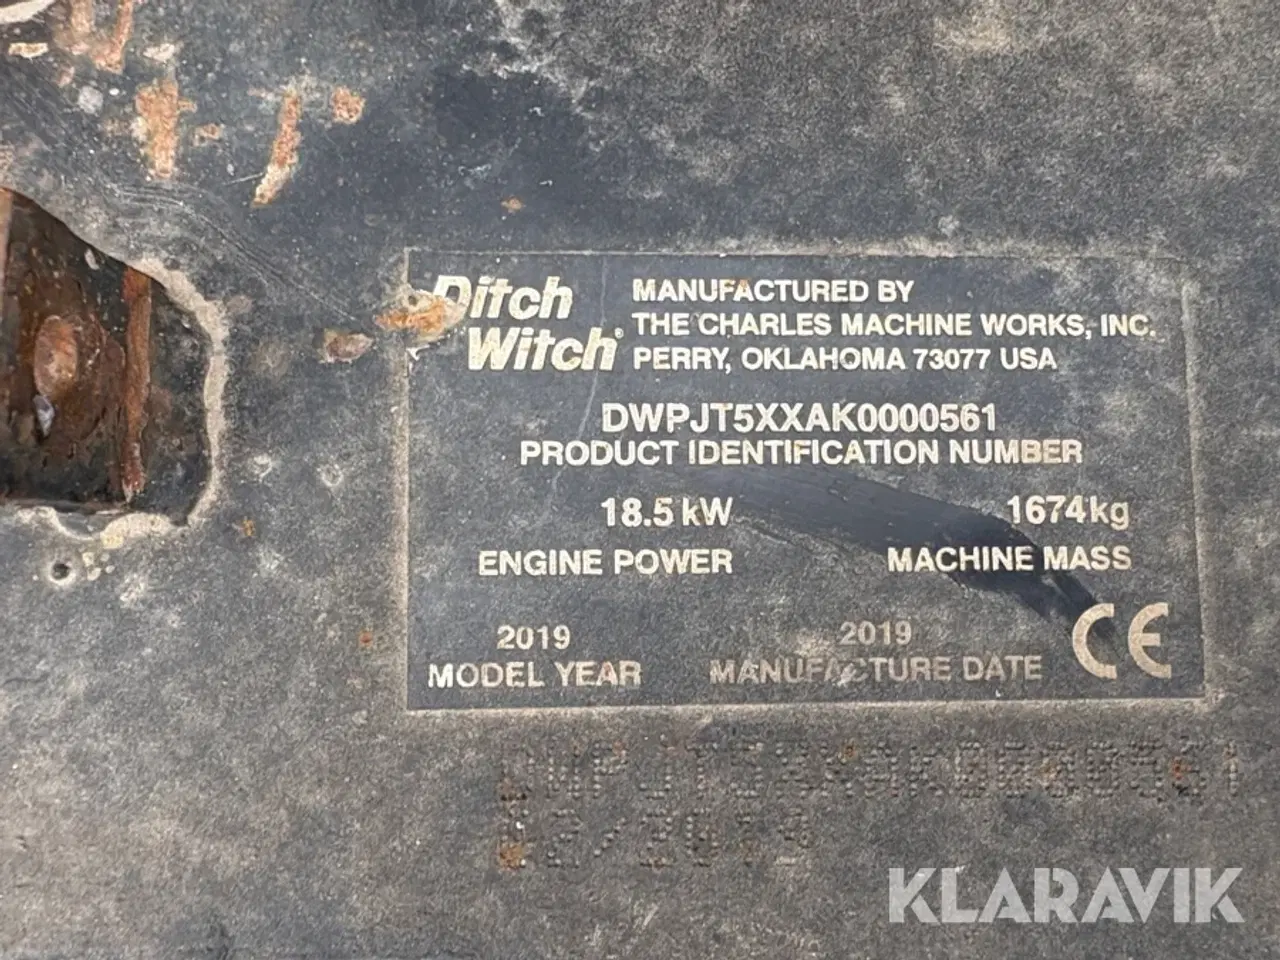 Ditch
Witch®
MANUFACTURED BY
THE CHARLES MACHINE WORKS, INC.
PERRY, OKLAHOMA 73077 USA
DWPJT5XXAK0000561
PRODUCT IDENTIFICATION NUMBER
18.5 kW
1674kg
ENGINE POWER
MACHINE MASS
2019
2019
MODEL YEAR
MANUFACTURE DATE
CE
DWPJT5XXAK0000561
KLARAVIK